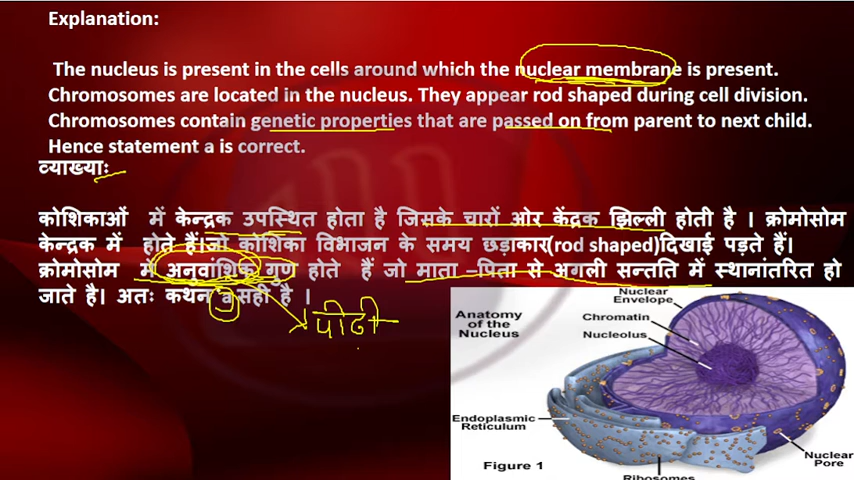 Explanation:
The nucleus is present in the cells around which the nuclear membrane is present.
Chromosomes are located in the nucleus. They appear rod shaped during cell division.
Chromosomes contain genetic properties that are passed on from parent to next child.
Hence statement a is correct.
व्याख्याः
कोशिकाओं में केन्द्रक उपस्थित होता है जिसके चारों ओर केंद्रक झिल्ली होती है । क्रोमोसोम
केन्द्रक में होते हैं।जो कोशिका विभाजन के समय छड़ाकार(rod shaped)दिखाई पड़ते हैं।
क्रोमोसोम में अनुवांशिक गुण होते हैं जो माता –पिता से अगली सन्तति में स्थानांतरित हो
जाते है। अतः कथन a सही है ।
पीढी
Anatomy
of the
Nucleus
Nuclear
Envelope
Chromatin
Nucleolus
Endoplasmic
Reticulum
Nuclear
Pore
Figure 1
Ribosomes